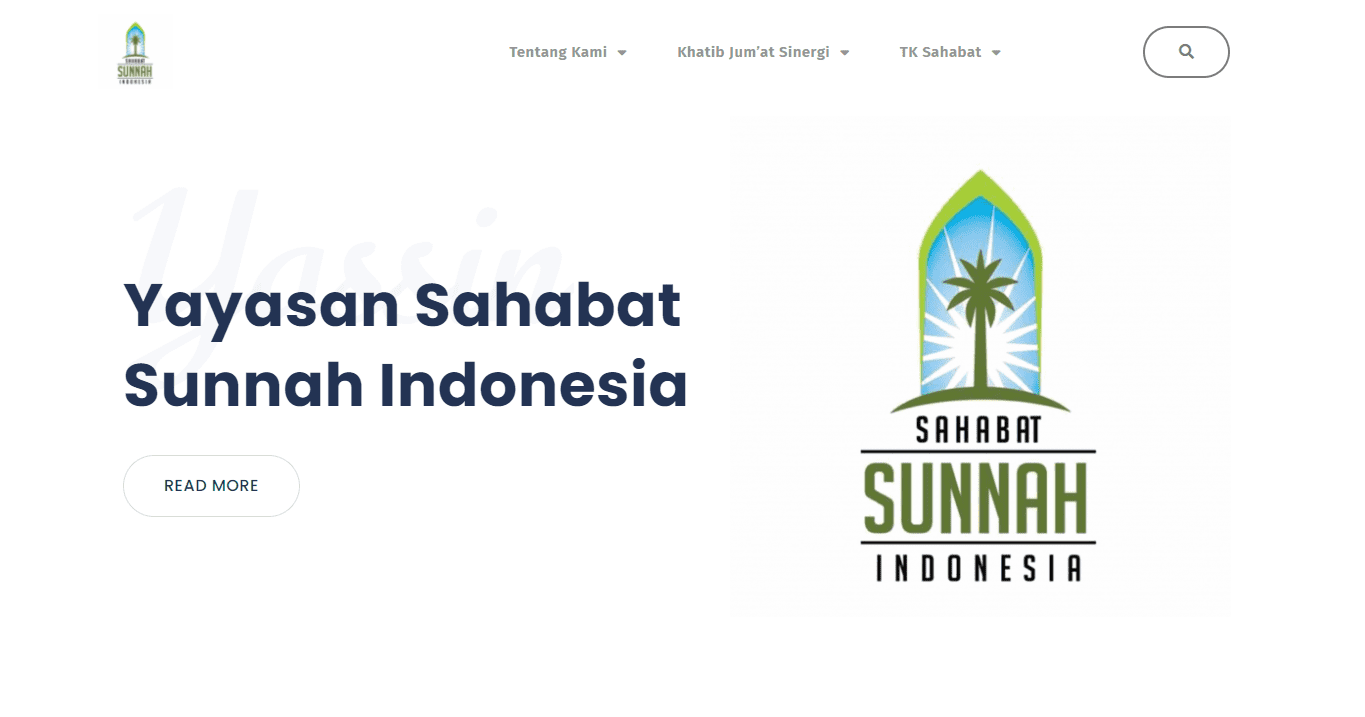 SAHABAT
SUNNAH
INDONESIA
Tentang Kami
Khatib Jum’at Sinergi
TK Sahabat
Yassin
Yayasan Sahabat
Sunnah Indonesia
READ MORE
SAHABAT
SUNNAH
INDONESIA